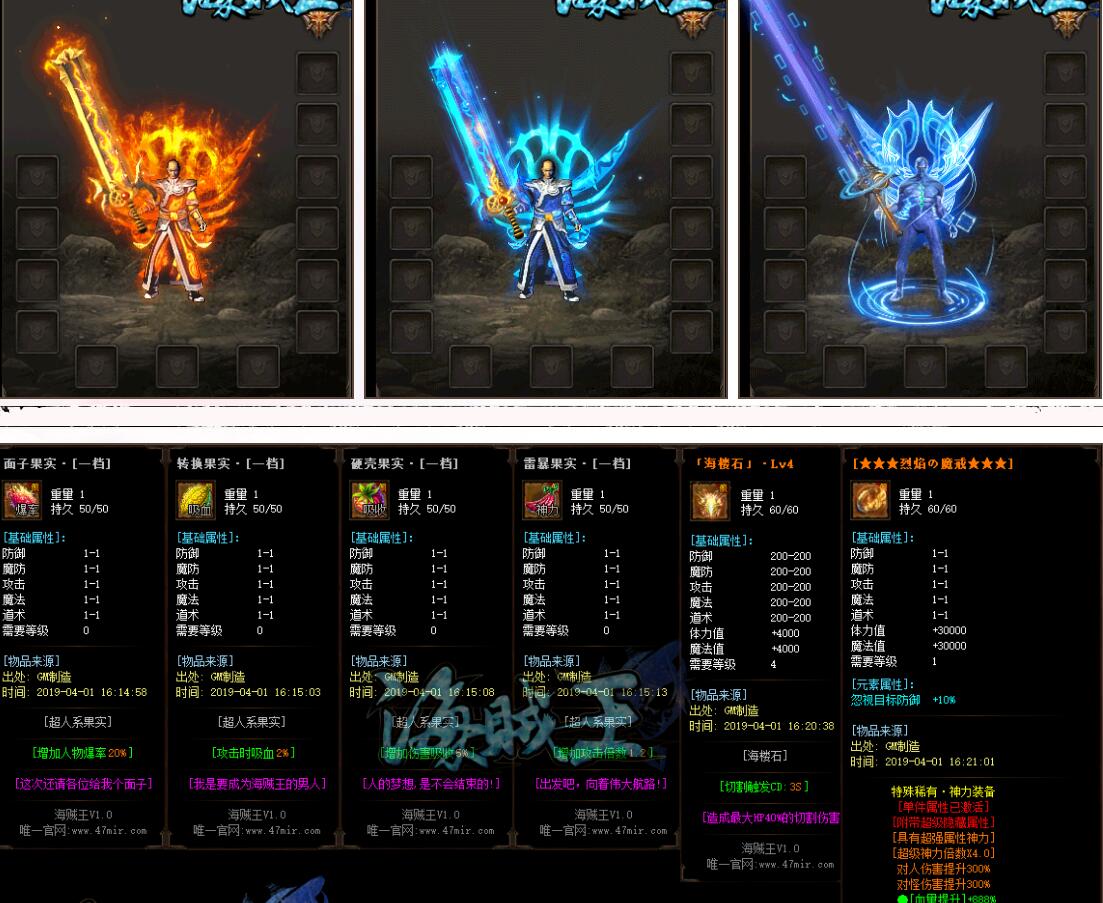 面子果实·[一档]
爆率
重量 1
持久 50/50
[基础属性]:
防御 1-1
魔防 1-1
攻击 1-1
魔法 1-1
道术 1-1
需要等级 0
[物品来源]
出处: GM制造
时间: 2019-04-01 16:14:58
[超人系果实]
[增加人物爆率20%]
[这次还请各位给我个面子]
海贼王V1.0
唯一官网:www.47mir.com
转换果实·[一档]
吸血
重量 1
持久 50/50
[基础属性]:
防御 1-1
魔防 1-1
攻击 1-1
魔法 1-1
道术 1-1
需要等级 0
[物品来源]
出处: GM制造
时间: 2019-04-01 16:15:03
[超人系果实]
[攻击时吸血2%]
[我是要成为海贼王的男人]
海贼王V1.0
唯一官网:www.47mir.com
硬壳果实·[一档]
吸收
重量 1
持久 50/50
[基础属性]:
防御 1-1
魔防 1-1
攻击 1-1
魔法 1-1
道术 1-1
需要等级 0
[物品来源]
出处: GM制造
时间: 2019-04-01 16:15:08
[超人系果实]
[增加伤害吸收5%]
[人的梦想,是不会结束的!]
海贼王V1.0
唯一官网:www.47mir.com
雷暴果实·[一档]
神力
重量 1
持久 50/50
[基础属性]:
防御 1-1
魔防 1-1
攻击 1-1
魔法 1-1
道术 1-1
需要等级 0
[物品来源]
出处: GM制造
时间: 2019-04-01 16:15:13
[超人系果实]
[增加攻击倍数1.2]
[出发吧，向着伟大航路!]
海贼王V1.0
唯一官网:www.47mir.com
「海楼石」·Lv4
重量 1
持久 60/60
[基础属性]:
防御 200-200
魔防 200-200
攻击 200-200
魔法 200-200
道术 200-200
体力值 +4000
魔法值 +4000
需要等级 4
[物品来源]
出处: GM制造
时间: 2019-04-01 16:20:38
[海楼石]
[切割触发CD: 3S]
[造成最大HP40%的切割伤害
海贼王V1.0
唯一官网:www.47mir.com
[★★★烈焰の魔戒★★★]
重量 1
持久 60/60
[基础属性]:
防御 1-1
魔防 1-1
攻击 1-1
魔法 1-1
道术 1-1
体力值 +30000
魔法值 +30000
需要等级 1
[元素属性]:
忽视目标防御 +10%
[物品来源]
出处: GM制造
时间: 2019-04-01 16:21:01
特殊稀有·神力装备
[单件属性已激活]
[附带超级隐藏属性]
[具有超强属性神力]
[超级神力倍数X4.0]
对人伤害提升300%
对怪伤害提升300%
●[血量提升]+888%
海贼王